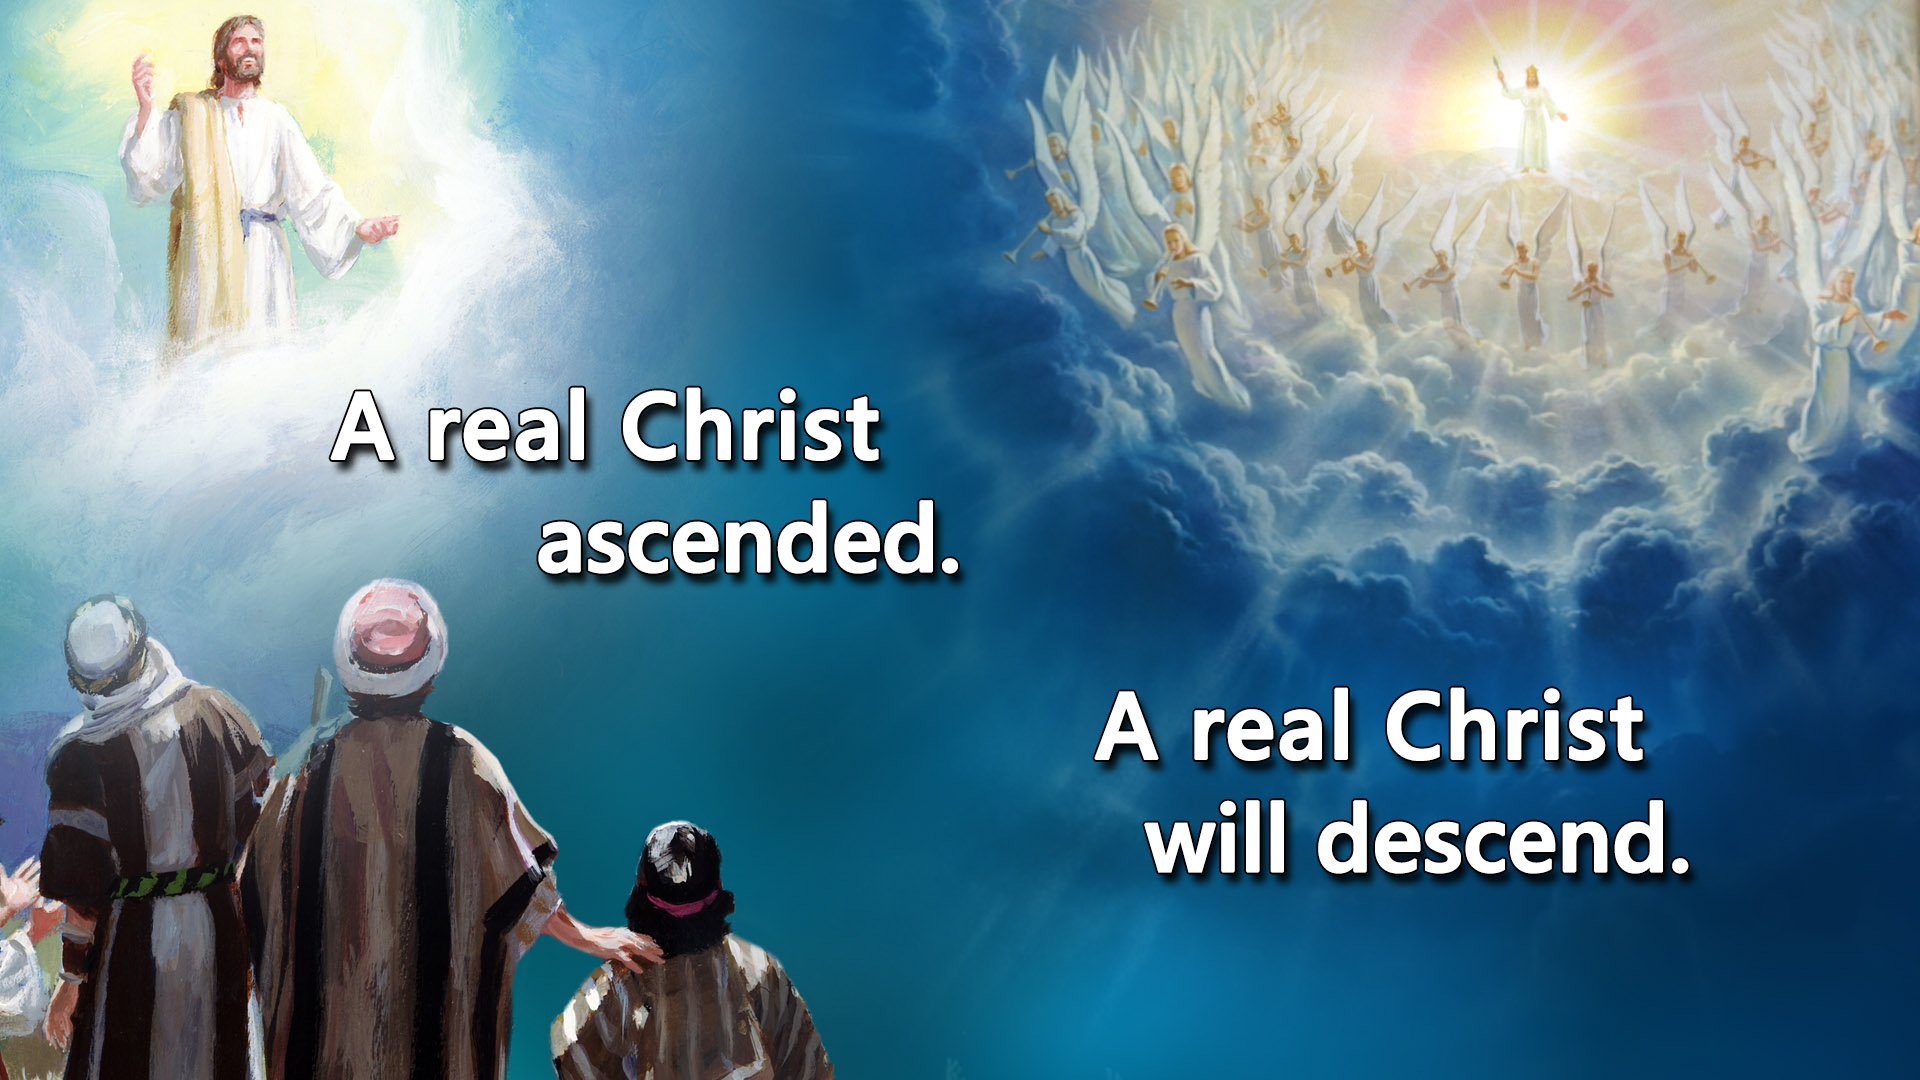 A real Christ
ascended.
A real Christ
will descend.